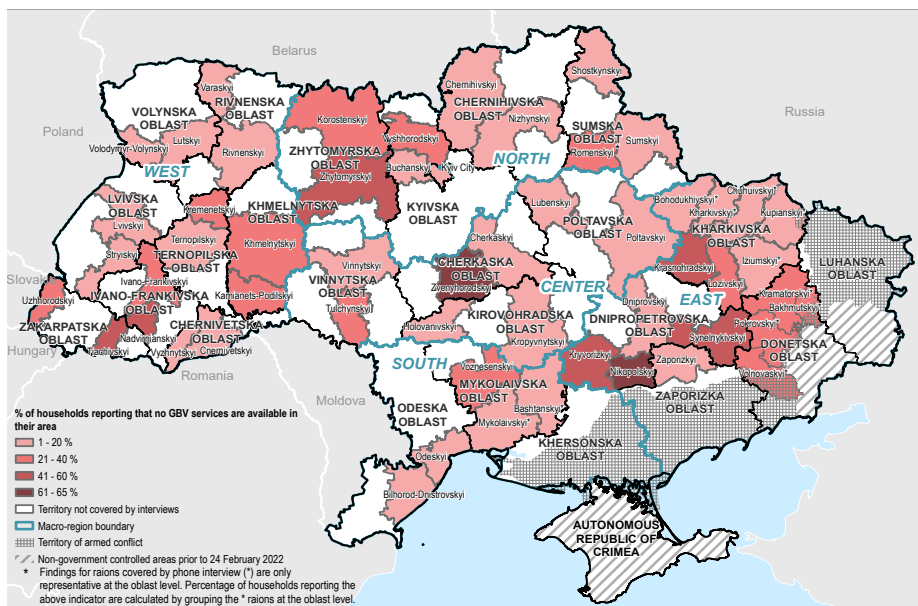 Belarus
Russia
Poland
Slovak
Hungary
Romania
Moldova
VOLYNSKA
OBLAST
Varaskyi
RIVNENSKA
OBLAST
Volodymyr-Volynskyi
Lutskyi
Rivnenskyi
WEST
Korostenskyi
ZHYTOMYRSKA
OBLAST
Zhytomyrskyi
Vyshhorodskyi
Buchanskyi
Kyiv City
KYIVSKA
OBLAST
NORTH
Chernihivskyi
CHERNIHIVSKA
OBLAST
Nizhynskyi
Shostkynskyi
SUMSKA
OBLAST
Romenskyi
Sumskyi
LVIVSKA
OBLAST
Lvivskyi
Stryiskyi
Kremenetskyi
Ternopilskyi
TERNOPILSKA
OBLAST
KHMELNYTSKA
OBLAST
Khmelnytskyi
Kamianets-Podilskyi
Ivano-Frankivskyi
IVANO-FRANKIVSKA
OBLAST
Nadvirnianskyi
Uzhhorodskyi
ZAKARPATSKA
OBLAST
Tiachivskyi
Vyzhnytskyi
CHERNIVETSKA
OBLAST
Chernivetskyi
Vinnytskyi
VINNYTSKA
OBLAST
Tulchynskyi
Cherkaskyi
CHERKASKA
OBLAST
Zvenyhorodskyi
Lubenskyi
POLTAVSKA
OBLAST
Poltavskyi
CENTER
Holovanivskyi
KIROVOHRADSKA
OBLAST
Kropyvnytskyi
Bohodukhivskyi*
Chuhuivskyi*
Kharkivskyi*
Kupianskyi*
KHARKIVSKA
OBLAST
Iziumskyi*
Krasnohradskyi
Lozivskyi
LUHANSKA
OBLAST
EAST
Dniprovskyi
DNIPROPETROVSKA
OBLAST
Synelnykivskyi
Kryvorizkyi
Nikopolskyi
Kramatorskyi*
Bakhmutskyi*
Pokrovskyi*
DONETSKA
OBLAST
Volnovaskyi*
Zaporizkyi
ZAPORIZKA
OBLAST
SOUTH
Voznesenskyi
MYKOLAIVSKA
OBLAST
Bashtanskyi*
Mykolaivskyi*
ODESKA
OBLAST
Odeskyi
Bilhorod-Dnistrovskyi
KHERSONSKA
OBLAST
AUTONOMOUS
REPUBLIC OF
CRIMEA
% of households reporting that no GBV services are available in
their area
1 - 20 %
21 - 40 %
41 - 60 %
61 - 65 %
Territory not covered by interviews
Macro-region boundary
Territory of armed conflict
Non-government controlled areas prior to 24 February 2022
* Findings for raions covered by phone interview (*) are only
representative at the oblast level. Percentage of households reporting the
above indicator are calculated by grouping the * raions at the oblast level.